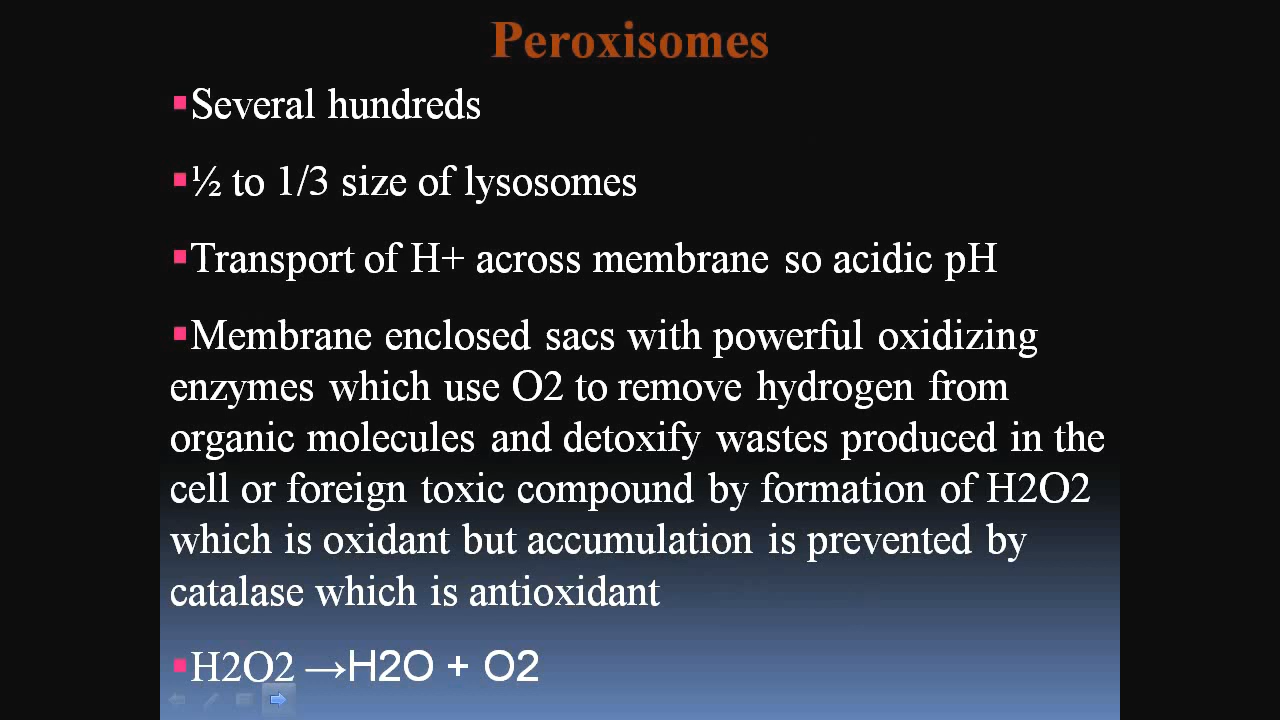 Peroxisomes
▪Several hundreds
▪½ to 1/3 size of lysosomes
▪Transport of H+ across membrane so acidic pH
▪Membrane enclosed sacs with powerful oxidizing
enzymes which use O2 to remove hydrogen from
organic molecules and detoxify wastes produced in the
cell or foreign toxic compound by formation of H2O2
which is oxidant but accumulation is prevented by
catalase which is antioxidant
▪H2O2 →H2O + O2